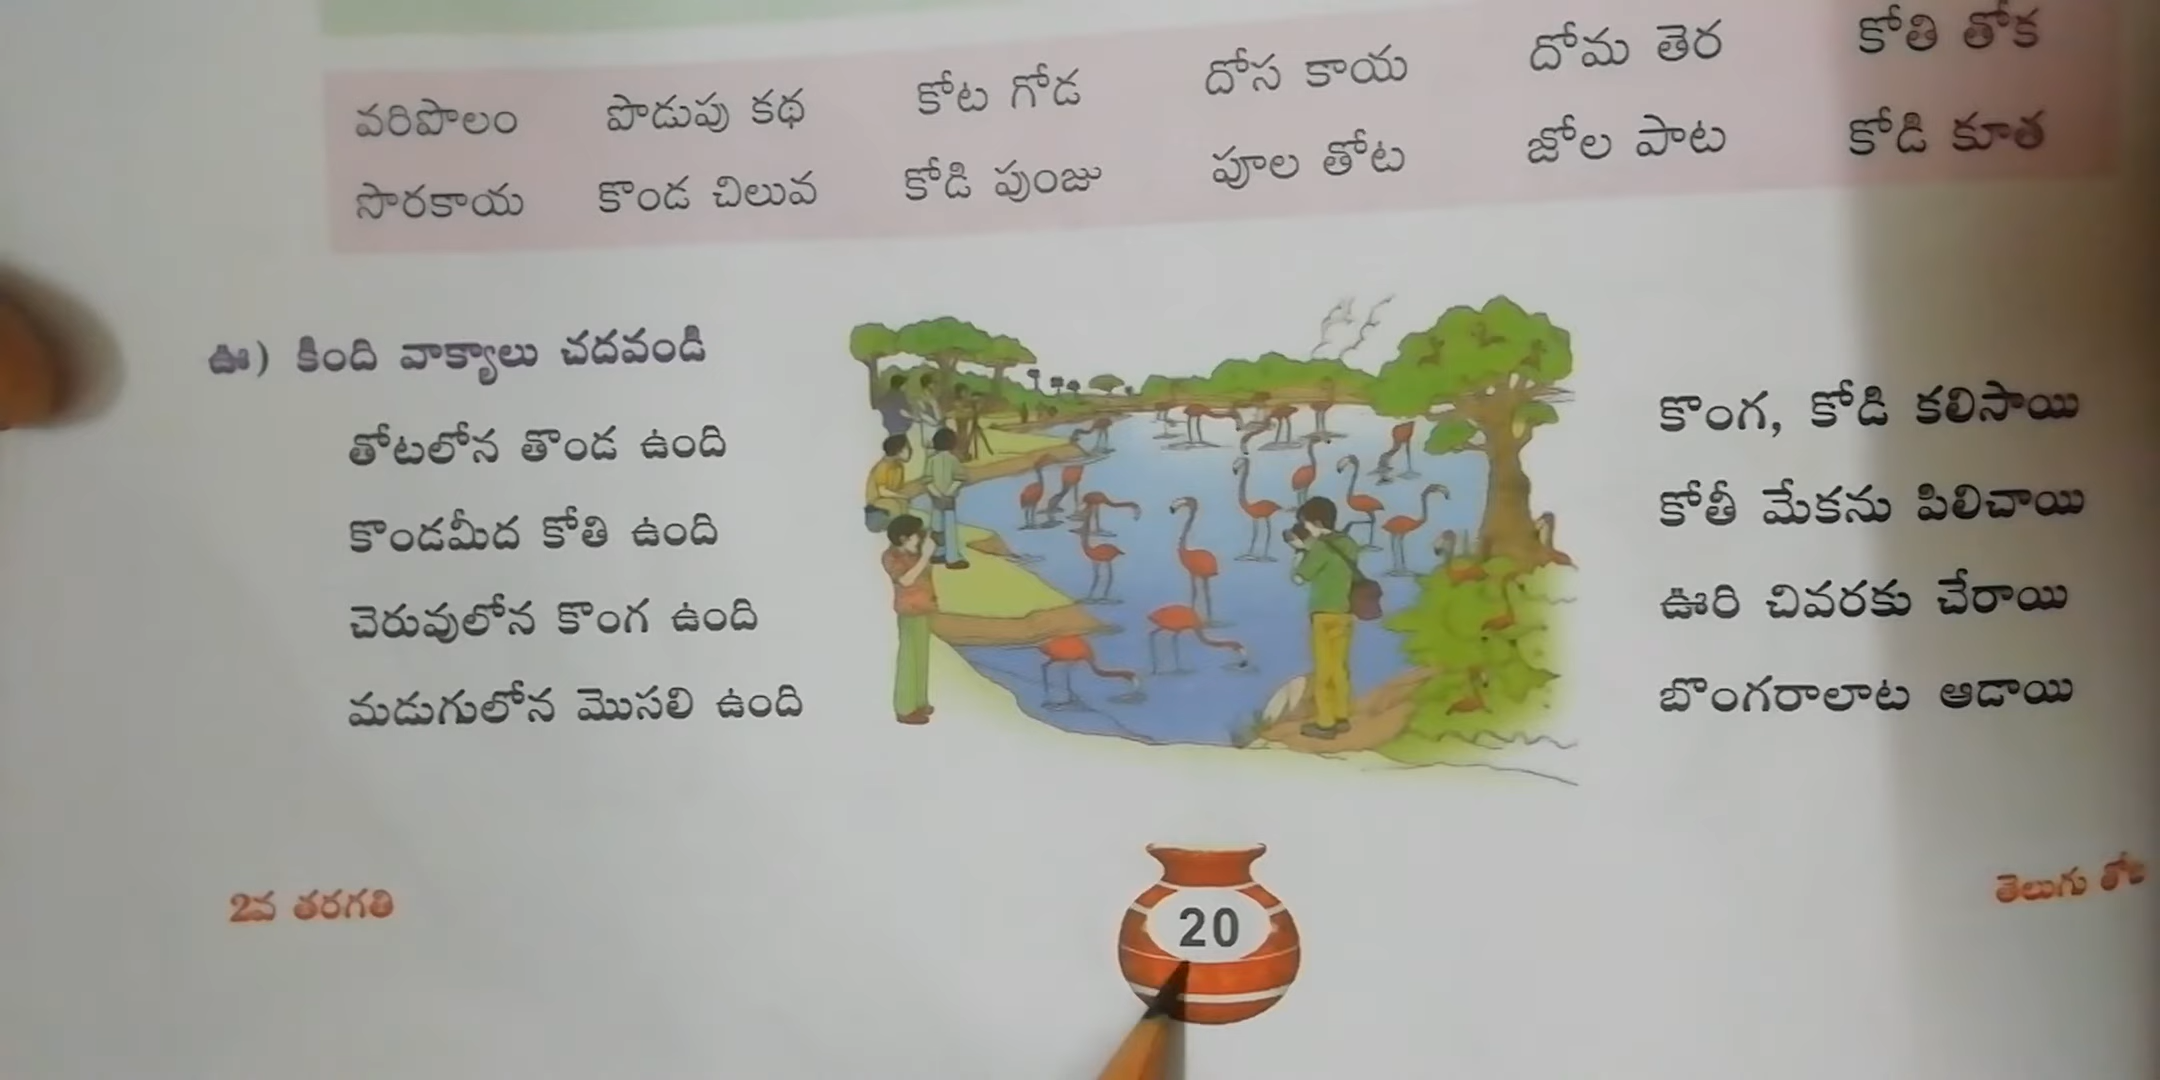 వరిపొలం పొడుపు కథ కోట గోడ దోస కాయ దోమ తెర కోతి తోక
సొరకాయ కొండ చిలువ కోడి పుంజు పూల తోట జోల పాట కోడి కూత
ఊ) కింది వాక్యాలు చదవండి
తోటలోన తొండ ఉంది
కొండమీద కోతి ఉంది
చెరువులోన కొంగ ఉంది
మడుగులోన మొసలి ఉంది
కొంగ, కోడి కలిసాయి
కోతీ మేకను పిలిచాయి
ఊరి చివరకు చేరాయి
బొంగరాలాట ఆడాయి
2వ తరగతి
20
తెలుగు తోట